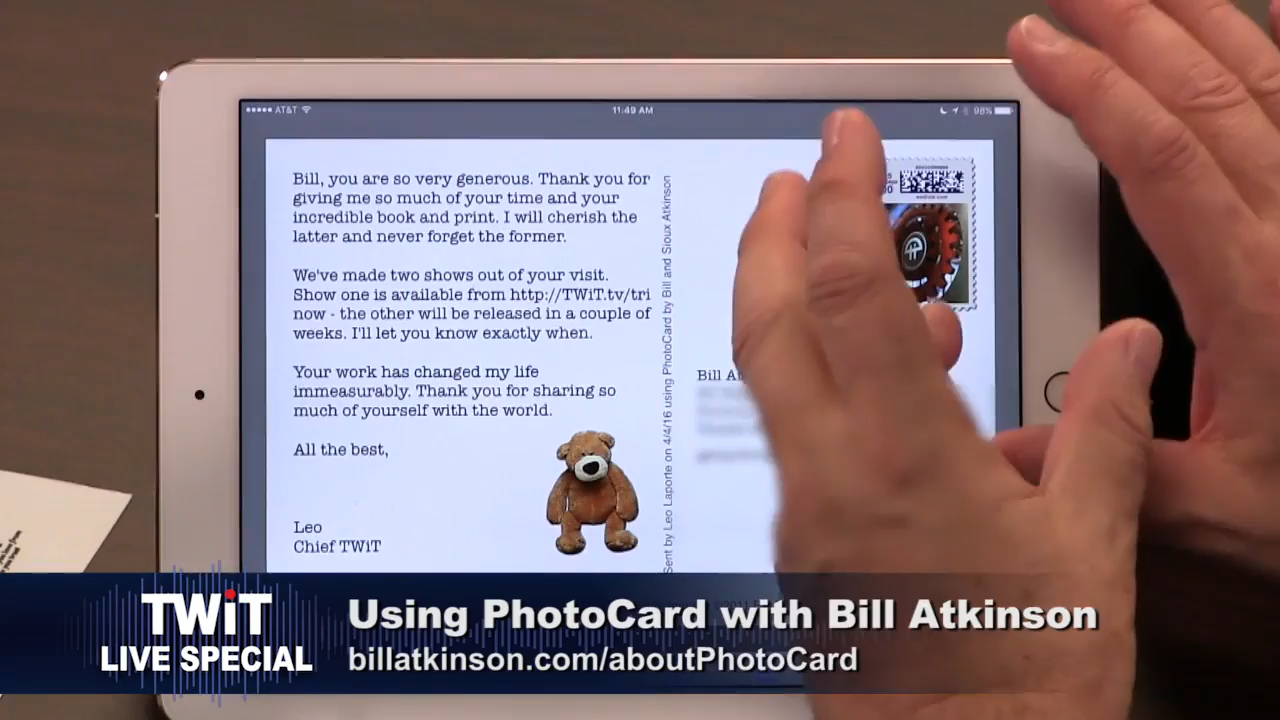 AT&T
11:49 AM
98%
Bill, you are so very generous. Thank you for
giving me so much of your time and your
incredible book and print. I will cherish the
latter and never forget the former.
We've made two shows out of your visit.
Show one is available from http://TWiT.tv/tri
now - the other will be released in a couple of
weeks. I'll let you know exactly when.
Your work has changed my life
immeasurably. Thank you for sharing so
much of yourself with the world.
All the best,
Leo
Chief TWiT
Sent by Leo Laporte on 4/4/16 using PhotoCard by Bill and Sioux Atkinson
Bill
TWiT
LIVE SPECIAL
Using PhotoCard with Bill Atkinson
billatkinson.com/aboutPhotoCard